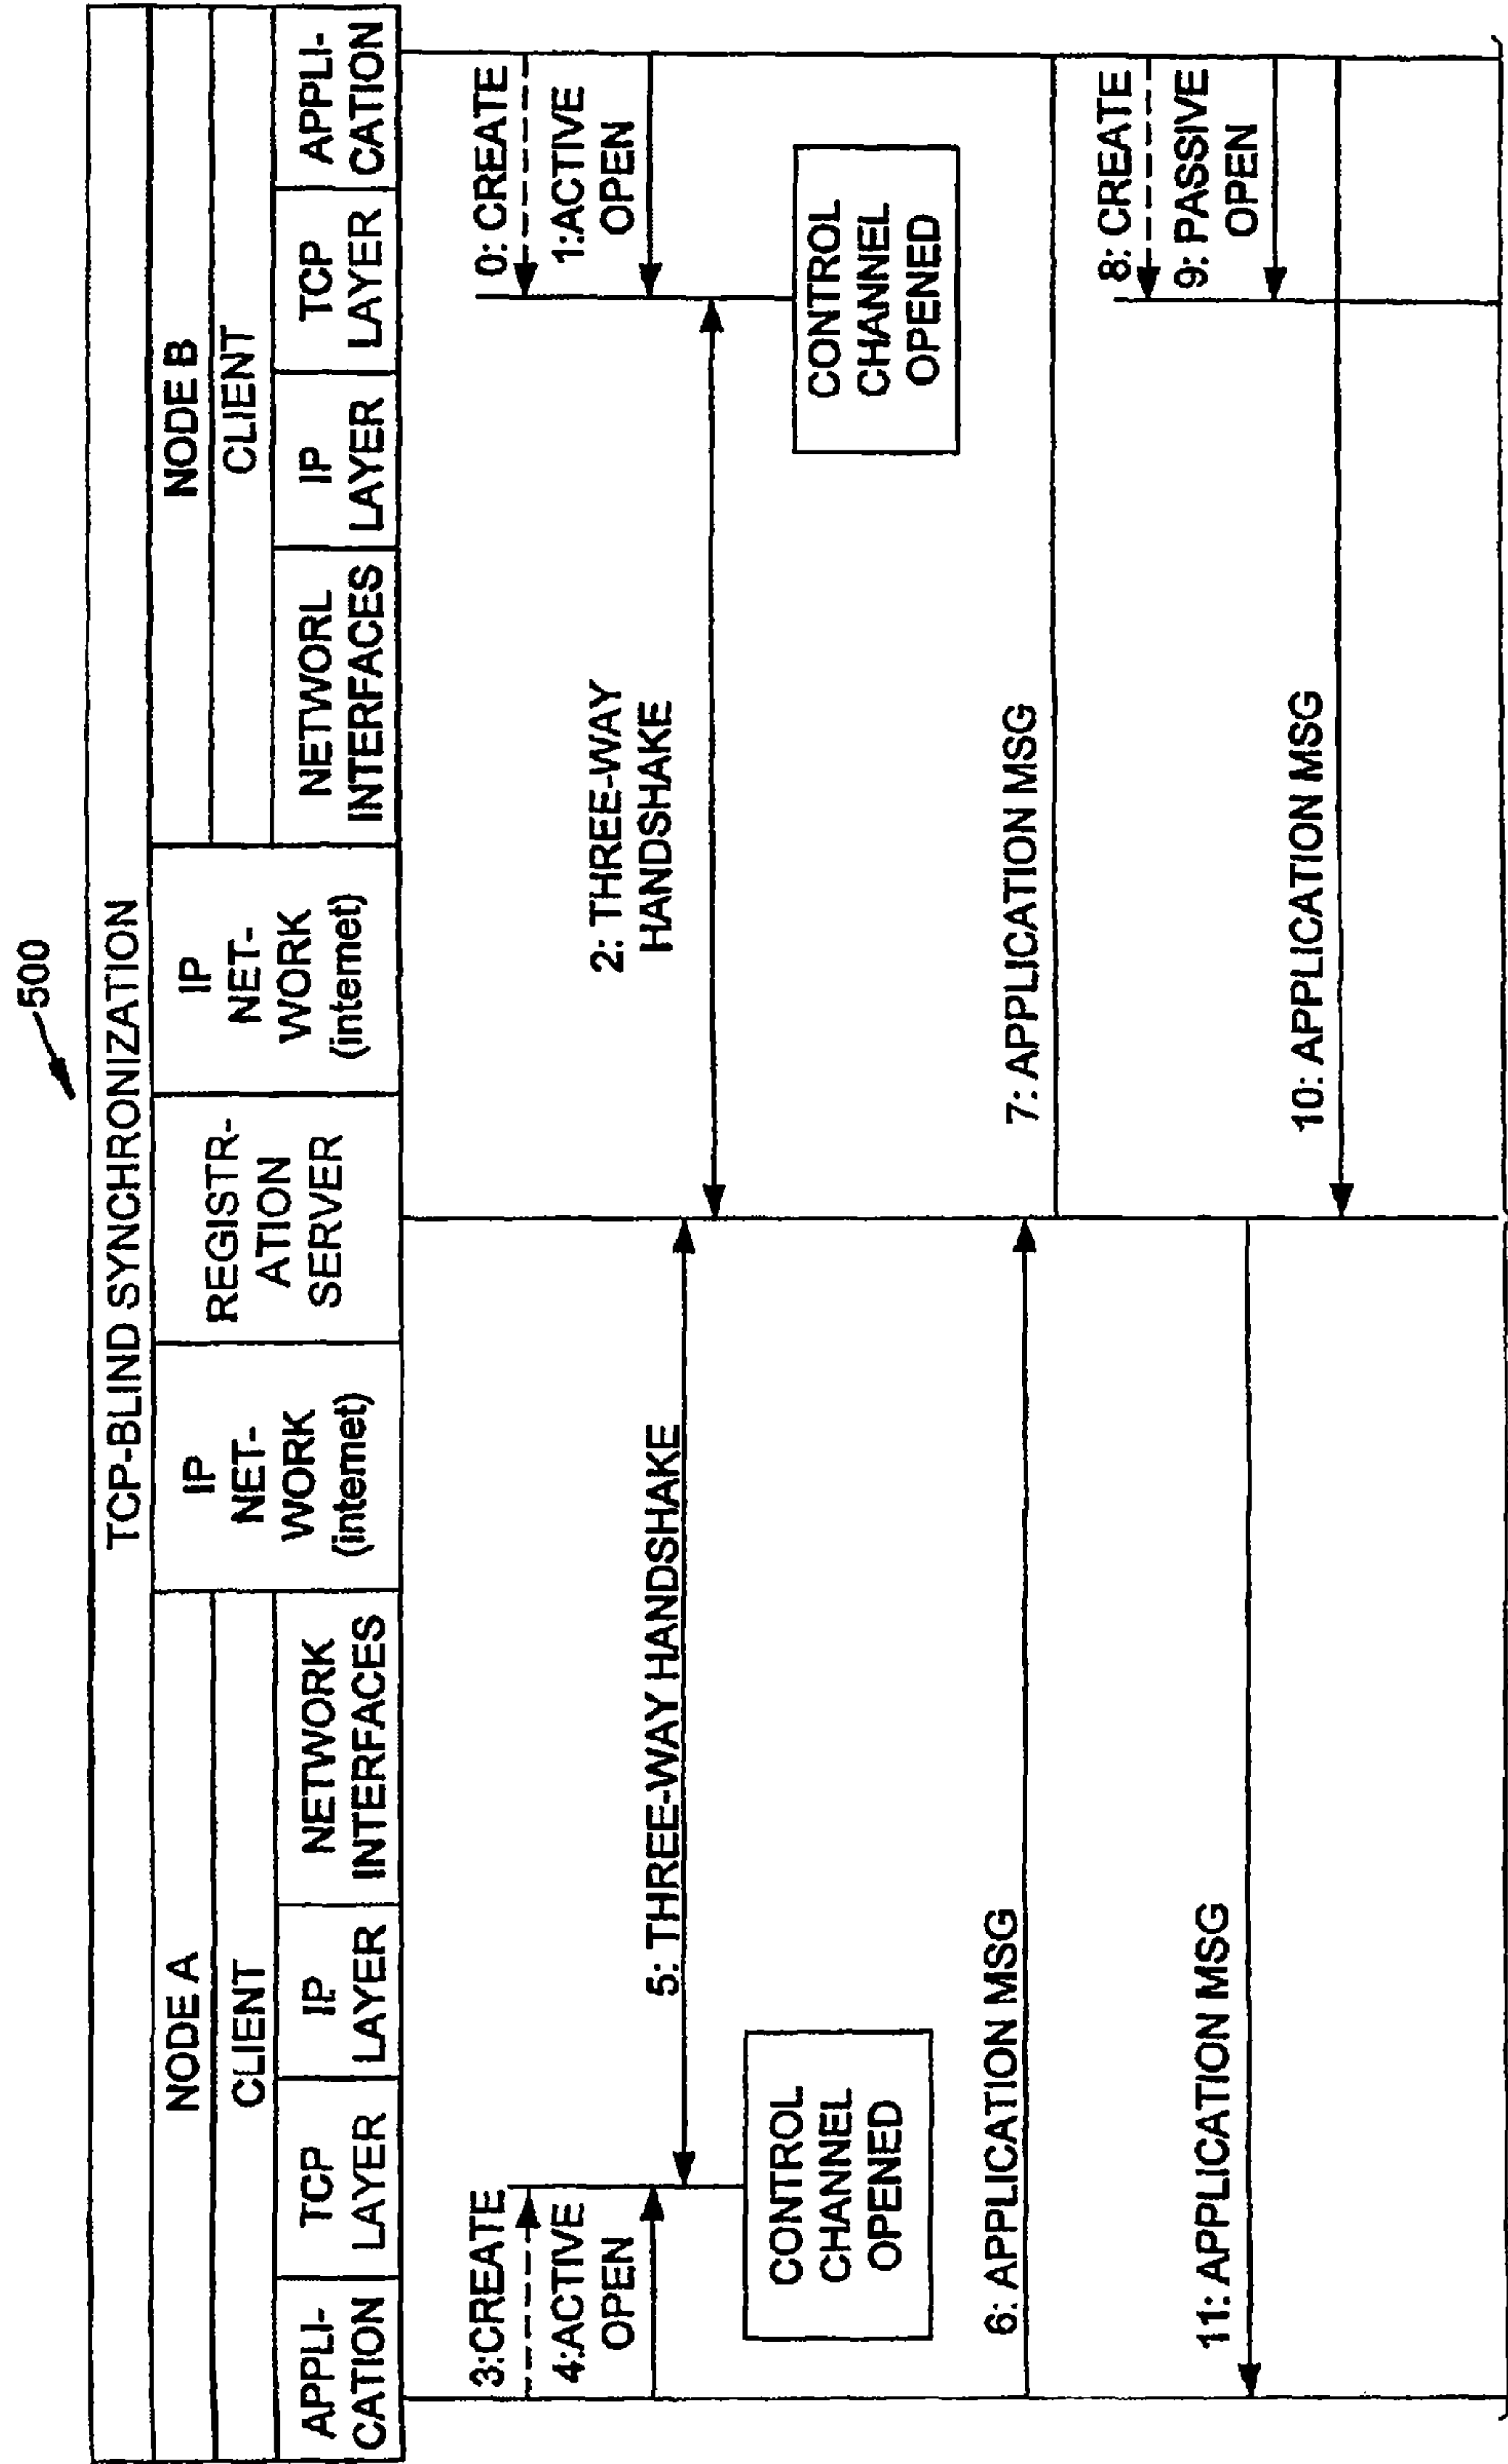 500
TCP-BLIND SYNCHRONIZATION
NODE A
CLIENT
APPLI-
CATION
TCP
LAYER
IP
LAYER
NETWORK
INTERFACES
IP
NET-
WORK
(internet)
REGISTR-
ATION
SERVER
IP
NET-
WORK
(internet)
NODE B
CLIENT
NETWORL
INTERFACES
IP
LAYER
TCP
LAYER
APPLI-
CATION
0: CREATE
1:ACTIVE
OPEN
2: THREE-WAY
HANDSHAKE
CONTROL
CHANNEL
OPENED
3:CREATE
4:ACTIVE
OPEN
5: THREE-WAY HANDSHAKE
CONTROL
CHANNEL
OPENED
6: APPLICATION MSG
7: APPLICATION MSG
8: CREATE
9: PASSIVE
OPEN
10: APPLICATION MSG
11: APPLICATION MSG